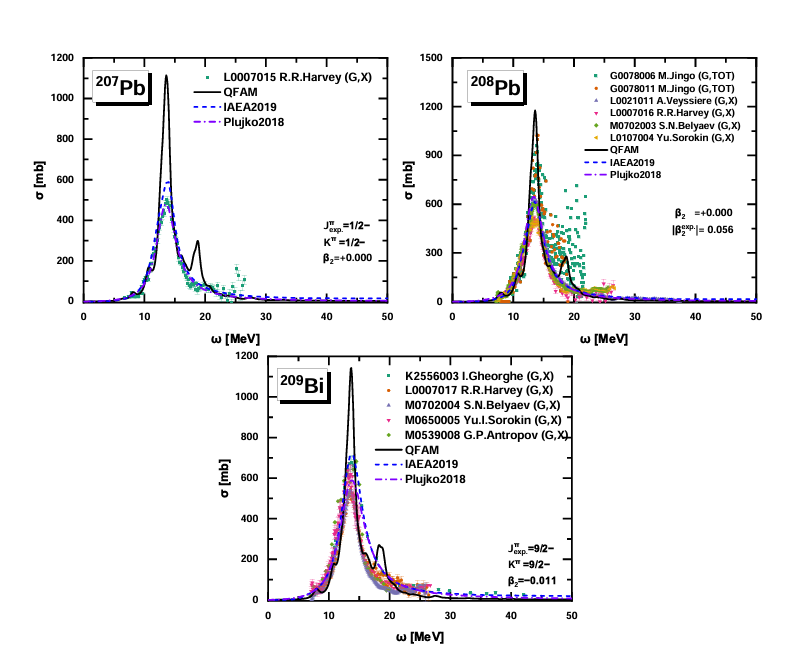 ²⁰⁷Pb
L0007015 R.R.Harvey (G,X)
QFAM
IAEA2019
Plujko2018
J^π_exp.=1/2−
K^π =1/2−
β₂=+0.000
σ [mb]
1200
1000
800
600
400
200
0
0 10 20 30 40 50
ω [MeV]
²⁰⁸Pb
G0078006 M.Jingo (G,TOT)
G0078011 M.Jingo (G,TOT)
L0021011 A.Veyssiere (G,X)
L0007016 R.R.Harvey (G,X)
M0702003 S.N.Belyaev (G,X)
L0107004 Yu.Sorokin (G,X)
QFAM
IAEA2019
Plujko2018
β₂ =+0.000
|β₂^exp.|= 0.056
σ [mb]
1500
1200
900
600
300
0
0 10 20 30 40 50
ω [MeV]
²⁰⁹Bi
K2556003 I.Gheorghe (G,X)
L0007017 R.R.Harvey (G,X)
M0702004 S.N.Belyaev (G,X)
M0650005 Yu.I.Sorokin (G,X)
M0539008 G.P.Antropov (G,X)
QFAM
IAEA2019
Plujko2018
J^π_exp.=9/2−
K^π =9/2−
β₂=−0.011
σ [mb]
1200
1000
800
600
400
200
0
0 10 20 30 40 50
ω [MeV]